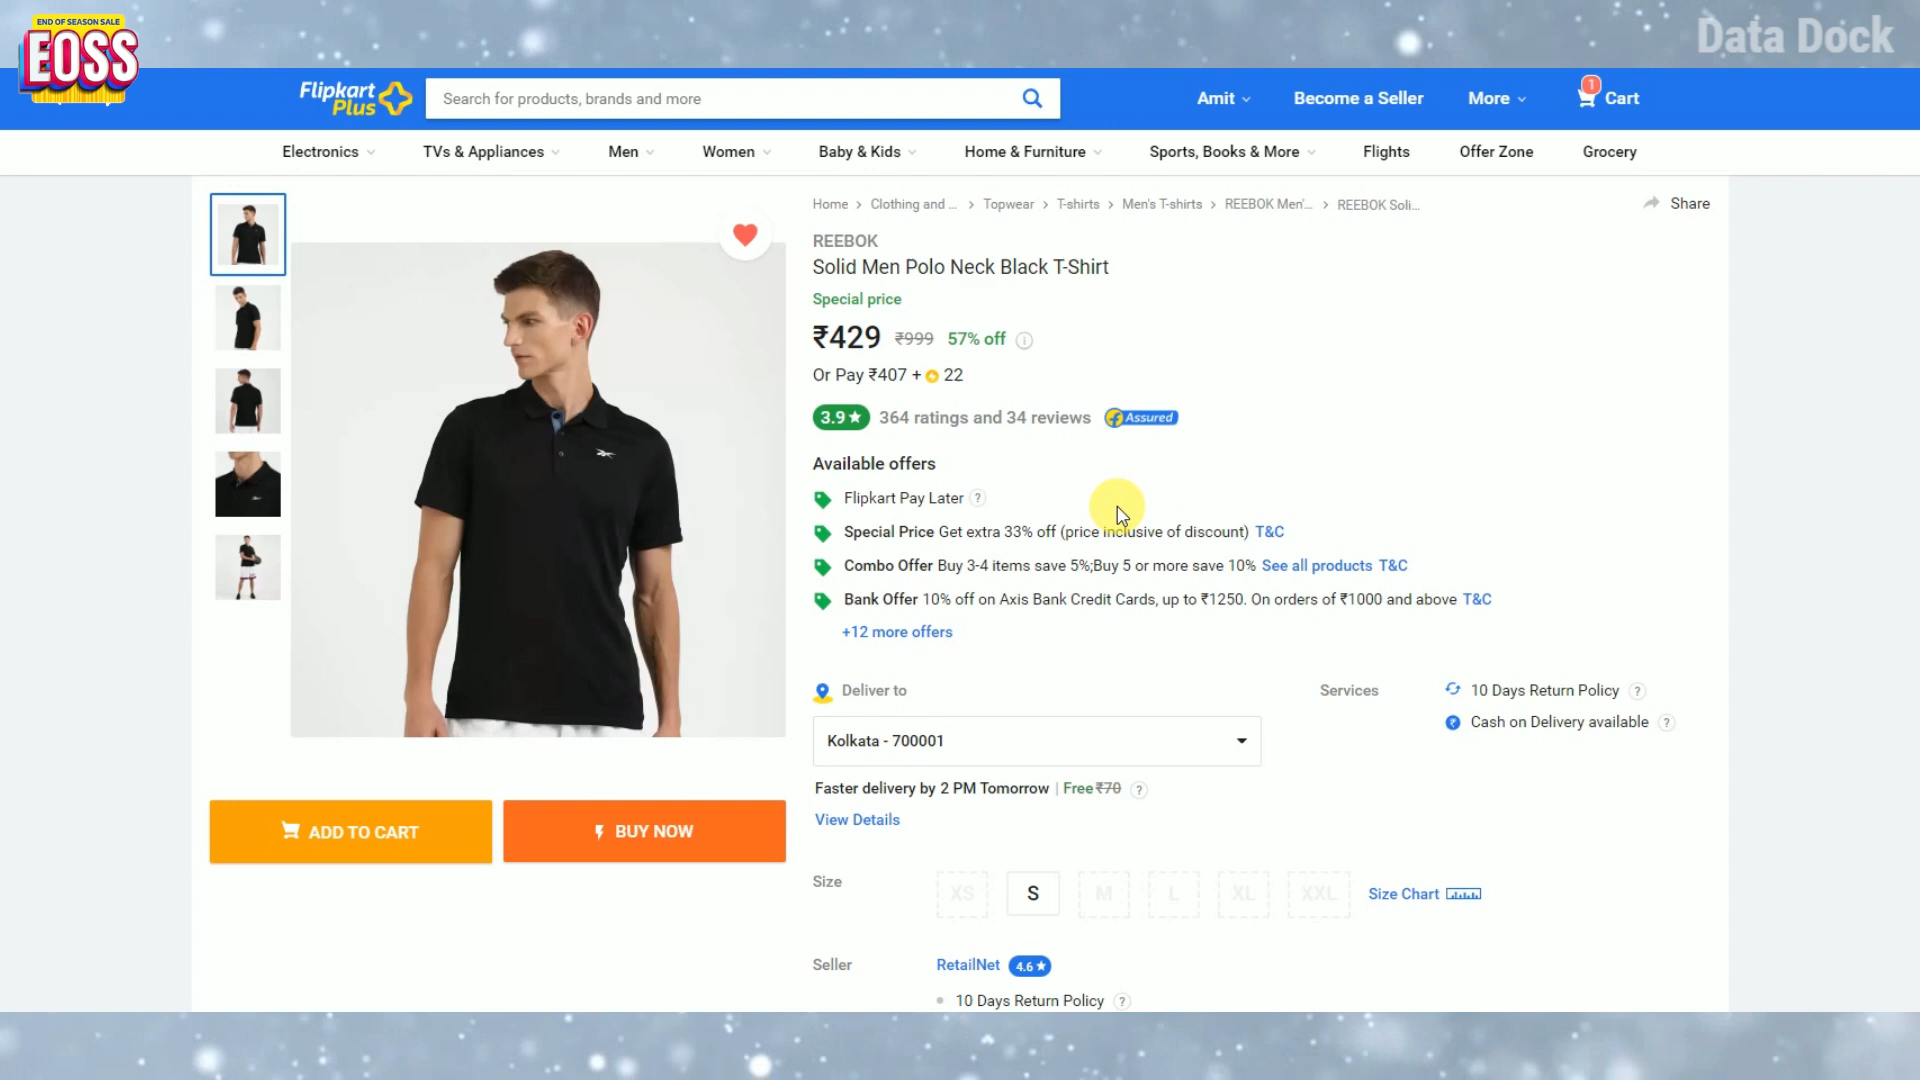 END OF SEASON SALE
EOSS
Data Dock
Flipkart
Plus
Search for products, brands and more
Amit
Become a Seller
More
1
Cart
Electronics
TVs & Appliances
Men
Women
Baby & Kids
Home & Furniture
Sports, Books & More
Flights
Offer Zone
Grocery
Home > Clothing and ... > Topwear > T-shirts > Men's T-shirts > REEBOK Men'... > REEBOK Soli...
Share
REEBOK
Solid Men Polo Neck Black T-Shirt
Special price
₹429 ₹999 57% off
Or Pay ₹407 + 22
3.9★ 364 ratings and 34 reviews Assured
Available offers
Flipkart Pay Later ?
Special Price Get extra 33% off (price inclusive of discount) T&C
Combo Offer Buy 3-4 items save 5%;Buy 5 or more save 10% See all products T&C
Bank Offer 10% off on Axis Bank Credit Cards, up to ₹1250. On orders of ₹1000 and above T&C
+12 more offers
Deliver to
Kolkata - 700001
Services
10 Days Return Policy ?
Cash on Delivery available ?
Faster delivery by 2 PM Tomorrow | Free ₹70 ?
View Details
ADD TO CART
BUY NOW
Size
XS S M L XL XXL
Size Chart
Seller
RetailNet 4.6★
10 Days Return Policy ?